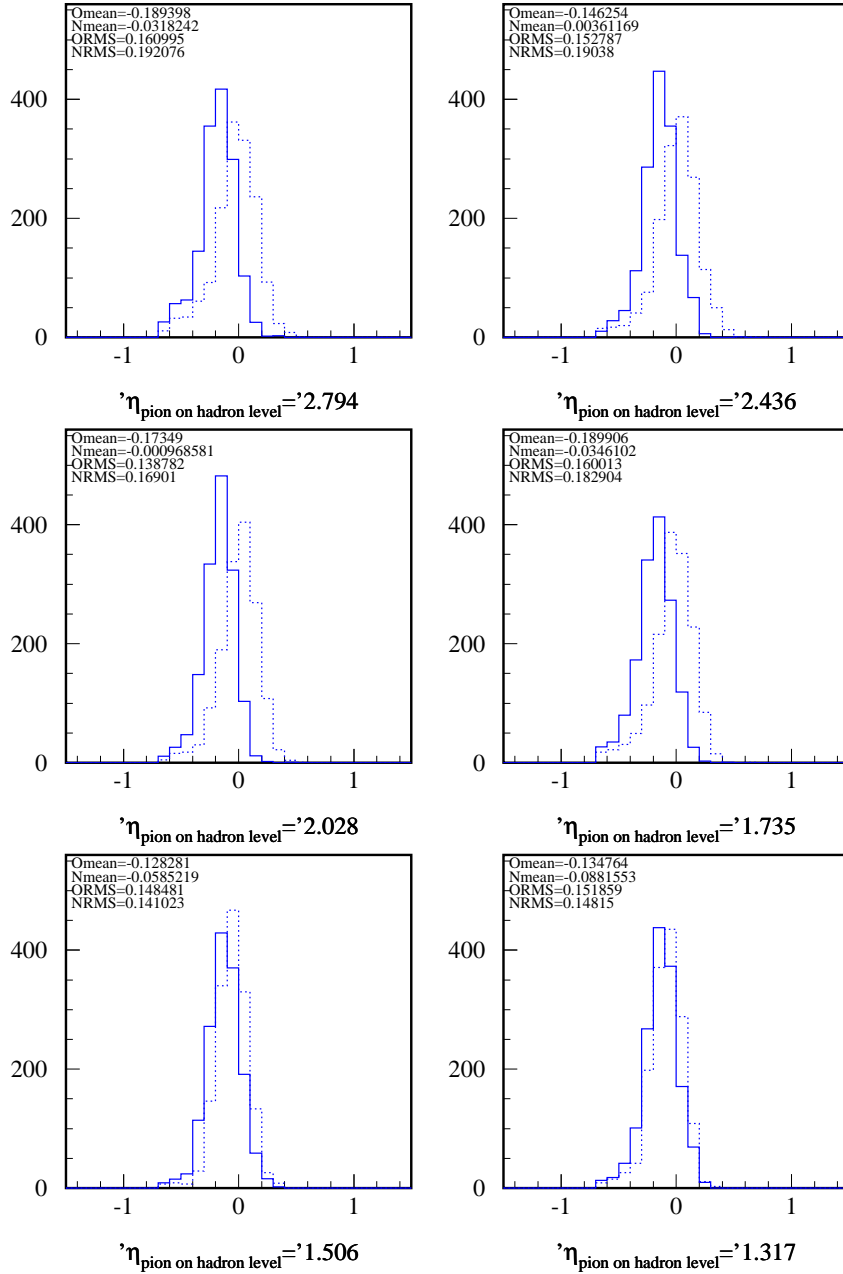 Omean=-0.189398
Nmean=-0.0318242
ORMS=0.160995
NRMS=0.192076
400
200
0
-1 0 1
'η pion on hadron level='2.794
Omean=-0.146254
Nmean=0.00361169
ORMS=0.152787
NRMS=0.19038
400
200
0
-1 0 1
'η pion on hadron level='2.436
Omean=-0.17349
Nmean=-0.000968581
ORMS=0.138782
NRMS=0.16901
400
200
0
-1 0 1
'η pion on hadron level='2.028
Omean=-0.189906
Nmean=-0.0346102
ORMS=0.160013
NRMS=0.182904
400
200
0
-1 0 1
'η pion on hadron level='1.735
Omean=-0.128281
Nmean=-0.0585219
ORMS=0.148481
NRMS=0.141023
400
200
0
-1 0 1
'η pion on hadron level='1.506
Omean=-0.134764
Nmean=-0.0881553
ORMS=0.151859
NRMS=0.14815
400
200
0
-1 0 1
'η pion on hadron level='1.317